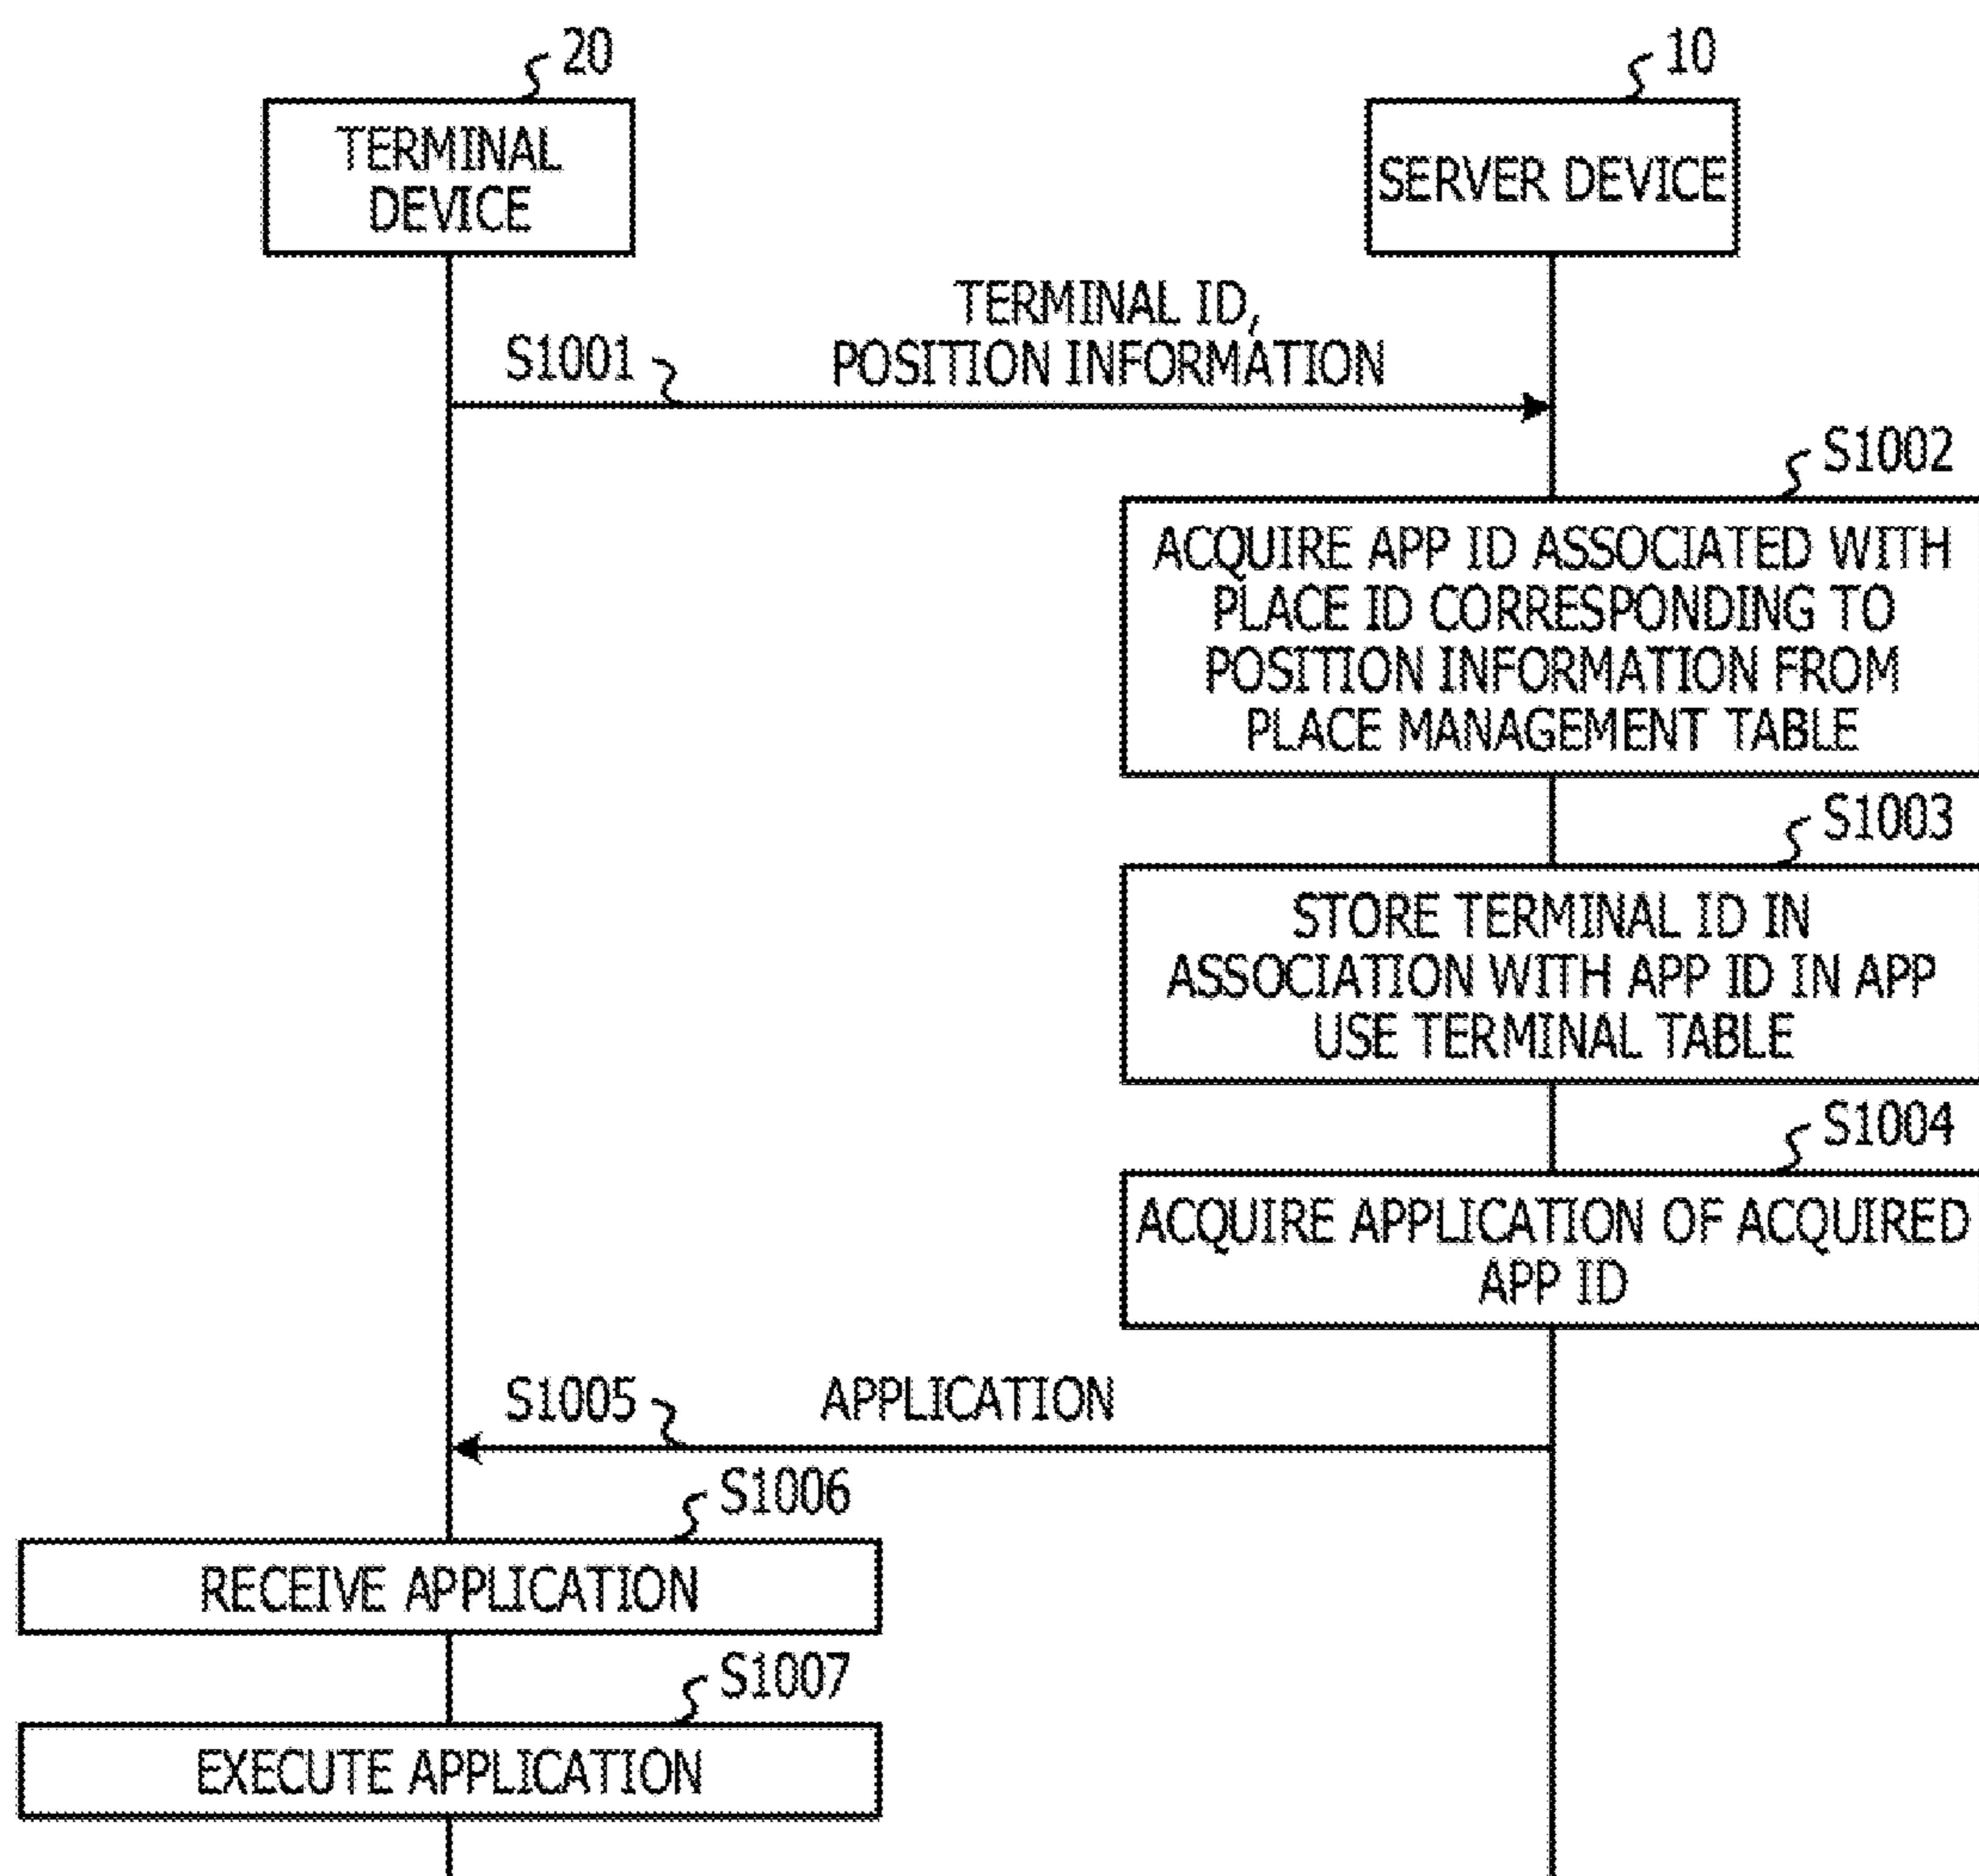 20
10
TERMINAL
DEVICE
SERVER DEVICE
TERMINAL ID,
POSITION INFORMATION
S1001
S1002
ACQUIRE APP ID ASSOCIATED WITH
PLACE ID CORRESPONDING TO
POSITION INFORMATION FROM
PLACE MANAGEMENT TABLE
S1003
STORE TERMINAL ID IN
ASSOCIATION WITH APP ID IN APP
USE TERMINAL TABLE
S1004
ACQUIRE APPLICATION OF ACQUIRED
APP ID
S1005
APPLICATION
S1006
RECEIVE APPLICATION
S1007
EXECUTE APPLICATION